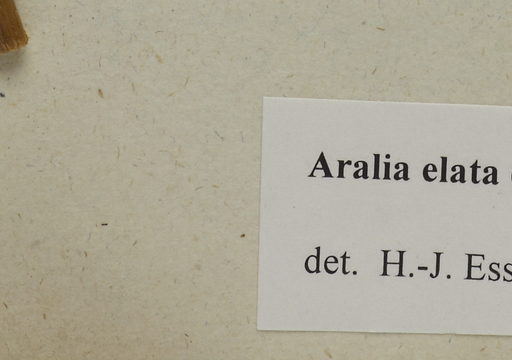 Aralia elata
det. H.-J. Ess